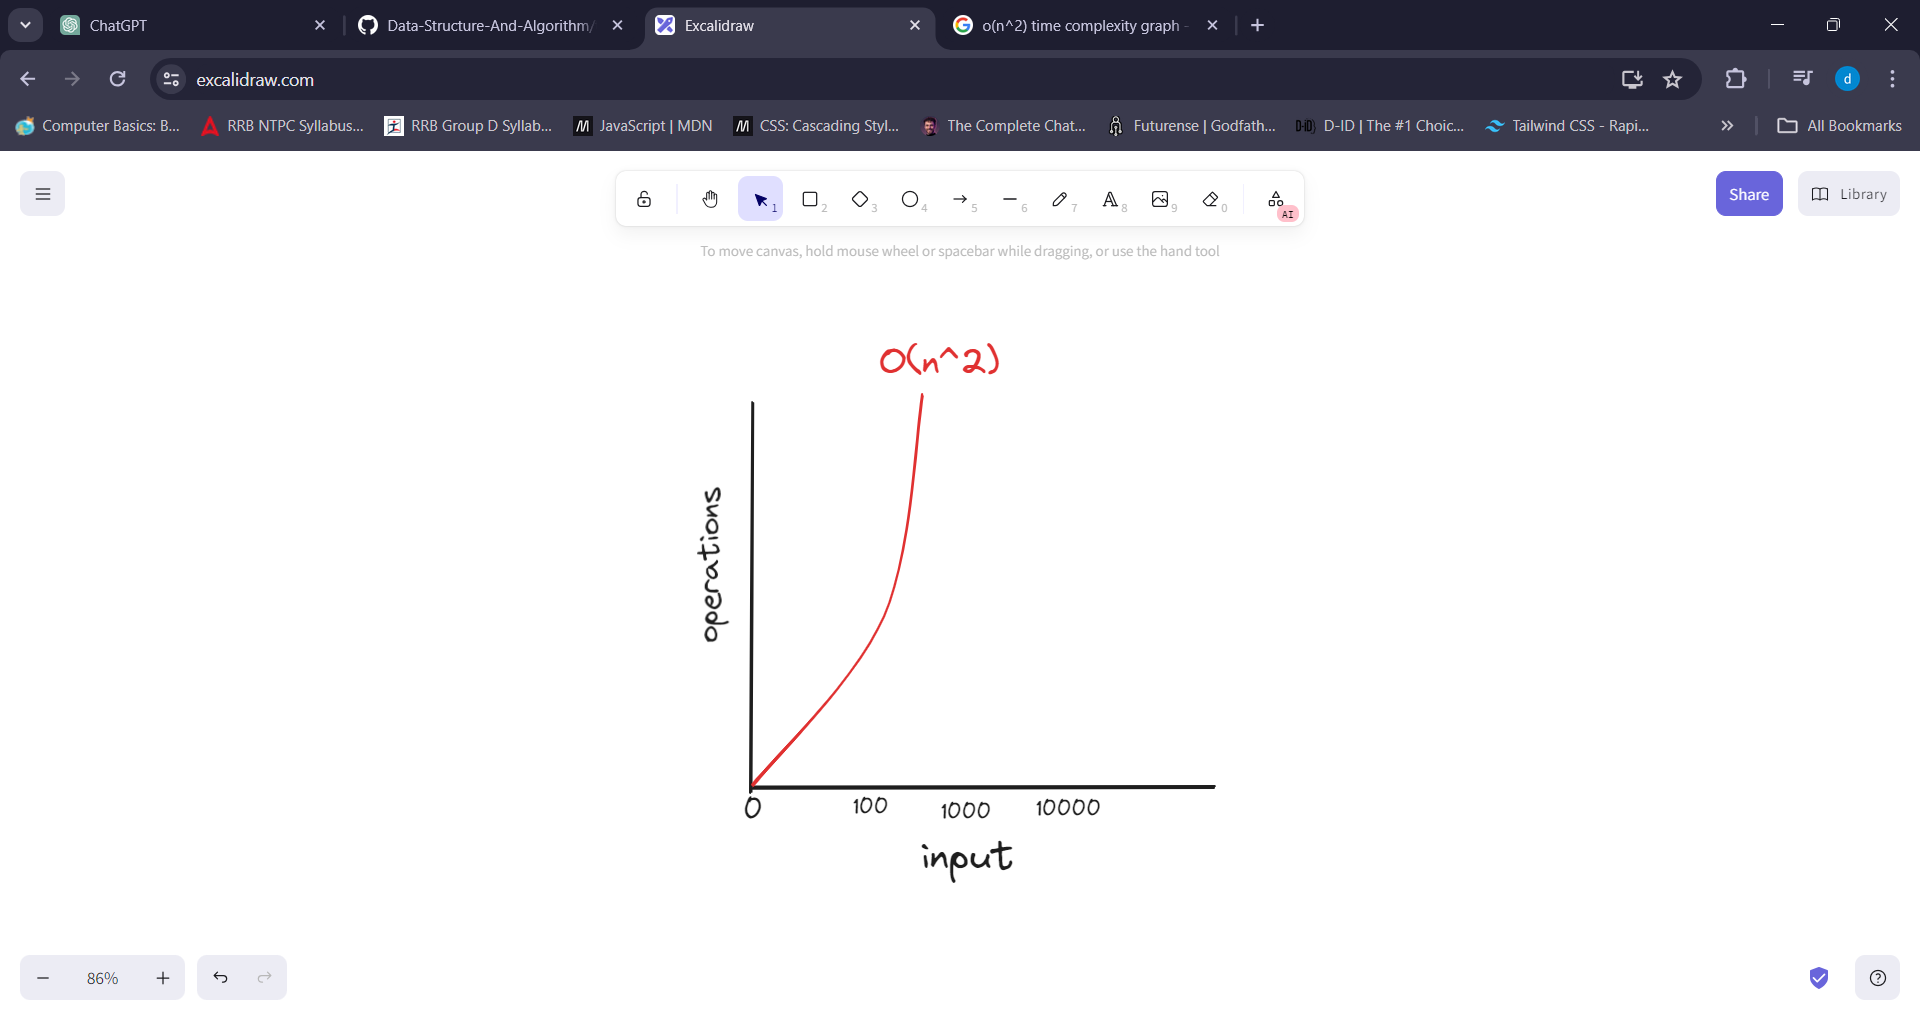 ChatGPT
Data-Structure-And-Algorithm/
Excalidraw
o(n^2) time complexity graph -
excalidraw.com
d
Computer Basics: B...
RRB NTPC Syllabus...
RRB Group D Syllab...
JavaScript | MDN
CSS: Cascading Styl...
The Complete Chat...
Futurense | Godfath...
D-ID | The #1 Choic...
Tailwind CSS - Rapi...
All Bookmarks
1 2 3 4 5 6 7 8 9 0 AI
Share
Library
To move canvas, hold mouse wheel or spacebar while dragging, or use the hand tool
O(n^2)
operations
0 100 1000 10000
input
86%